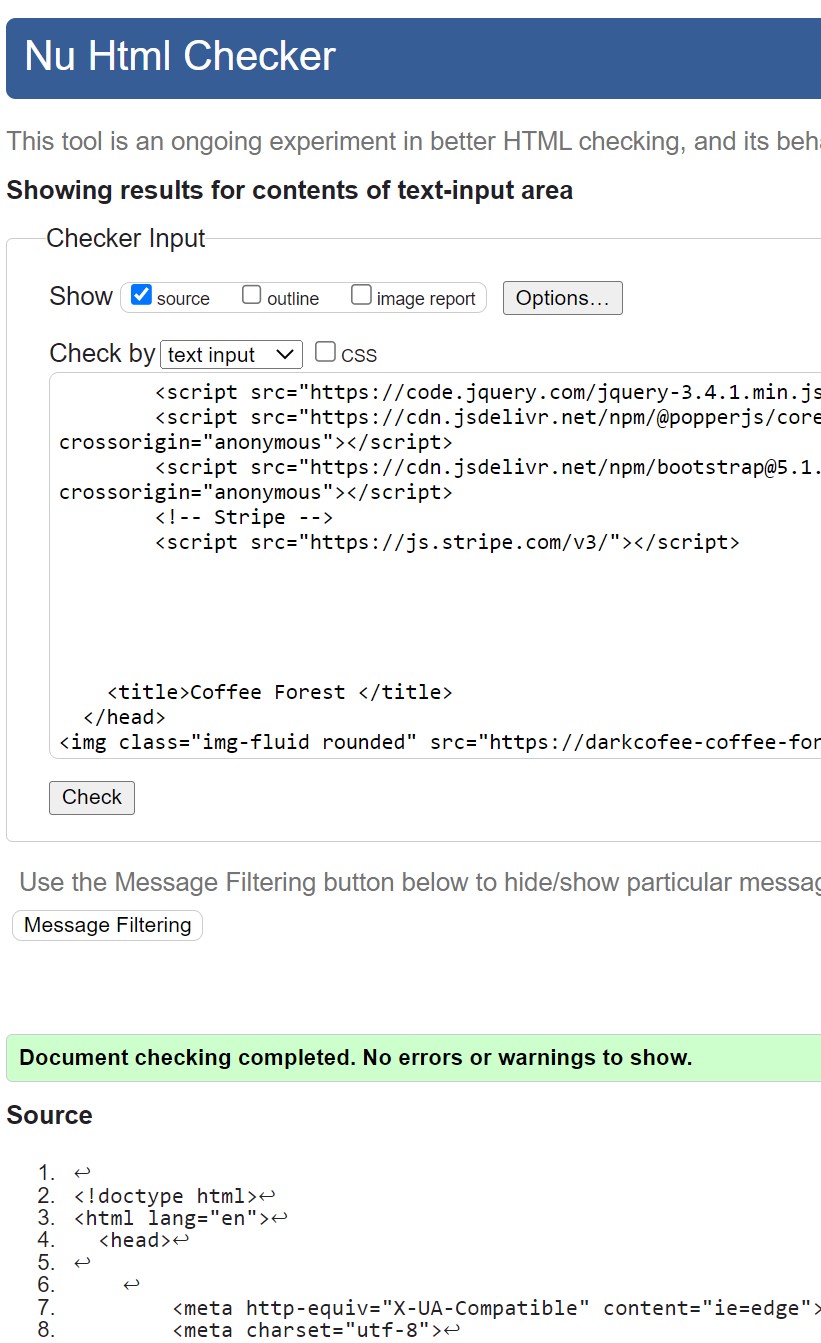 Nu Html Checker
This tool is an ongoing experiment in better HTML checking, and its beh
Showing results for contents of text-input area
Checker Input
Show source outline image report Options…
Check by text input CSS
<script src="https://code.jquery.com/jquery-3.4.1.min.js
<script src="https://cdn.jsdelivr.net/npm/@popperjs/core
crossorigin="anonymous"></script>
<script src="https://cdn.jsdelivr.net/npm/bootstrap@5.1.
crossorigin="anonymous"></script>
<!-- Stripe -->
<script src="https://js.stripe.com/v3/"></script>
<title>Coffee Forest </title>
</head>
<img class="img-fluid rounded" src="https://darkcofee-coffee-for
Check
Use the Message Filtering button below to hide/show particular messag
Message Filtering
Document checking completed. No errors or warnings to show.
Source
1. ↩
2. <!doctype html>↩
3. <html lang="en">↩
4. <head>↩
5. ↩
6. ↩
7. <meta http-equiv="X-UA-Compatible" content="ie=edge">
8. <meta charset="utf-8">↩